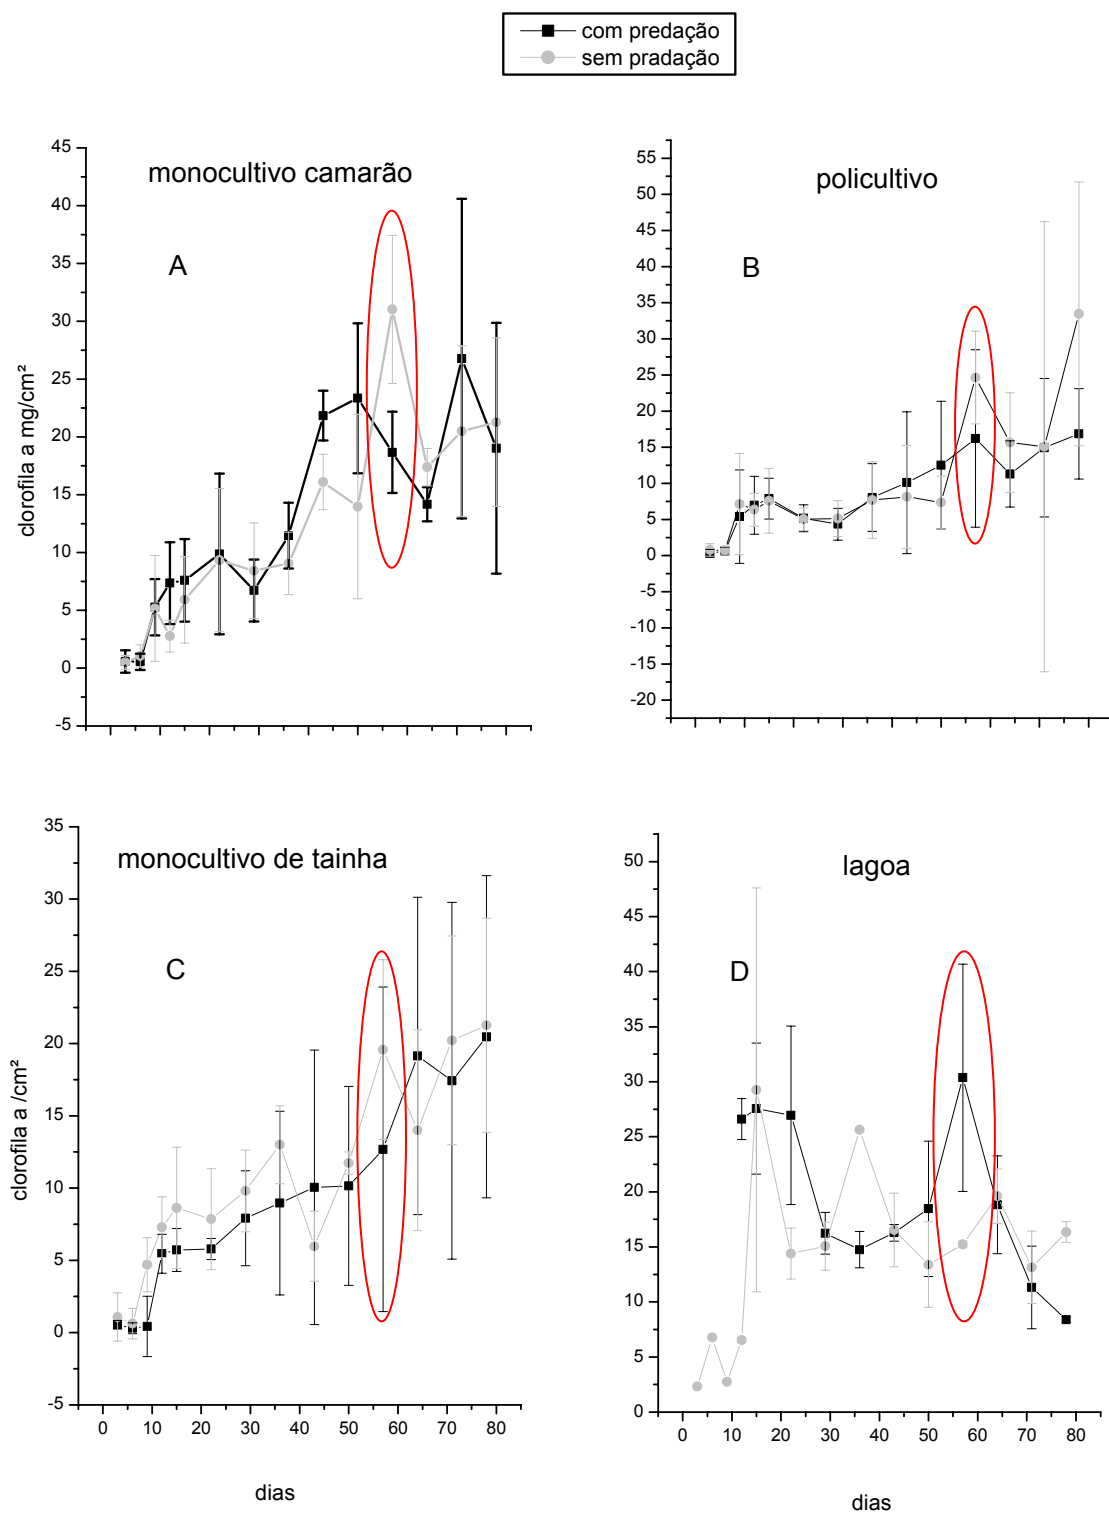 com predação
sem pradação
monocultivo camarão
A
clorofila a mg/cm²
45
40
35
30
25
20
15
10
5
0
-5
policultivo
B
55
50
45
40
35
30
25
20
15
10
5
0
-5
-10
-15
-20
monocultivo de tainha
C
clorofila a /cm²
35
30
25
20
15
10
5
0
-5
0 10 20 30 40 50 60 70 80
dias
lagoa
D
50
45
40
35
30
25
20
15
10
5
0
0 10 20 30 40 50 60 70 80
dias